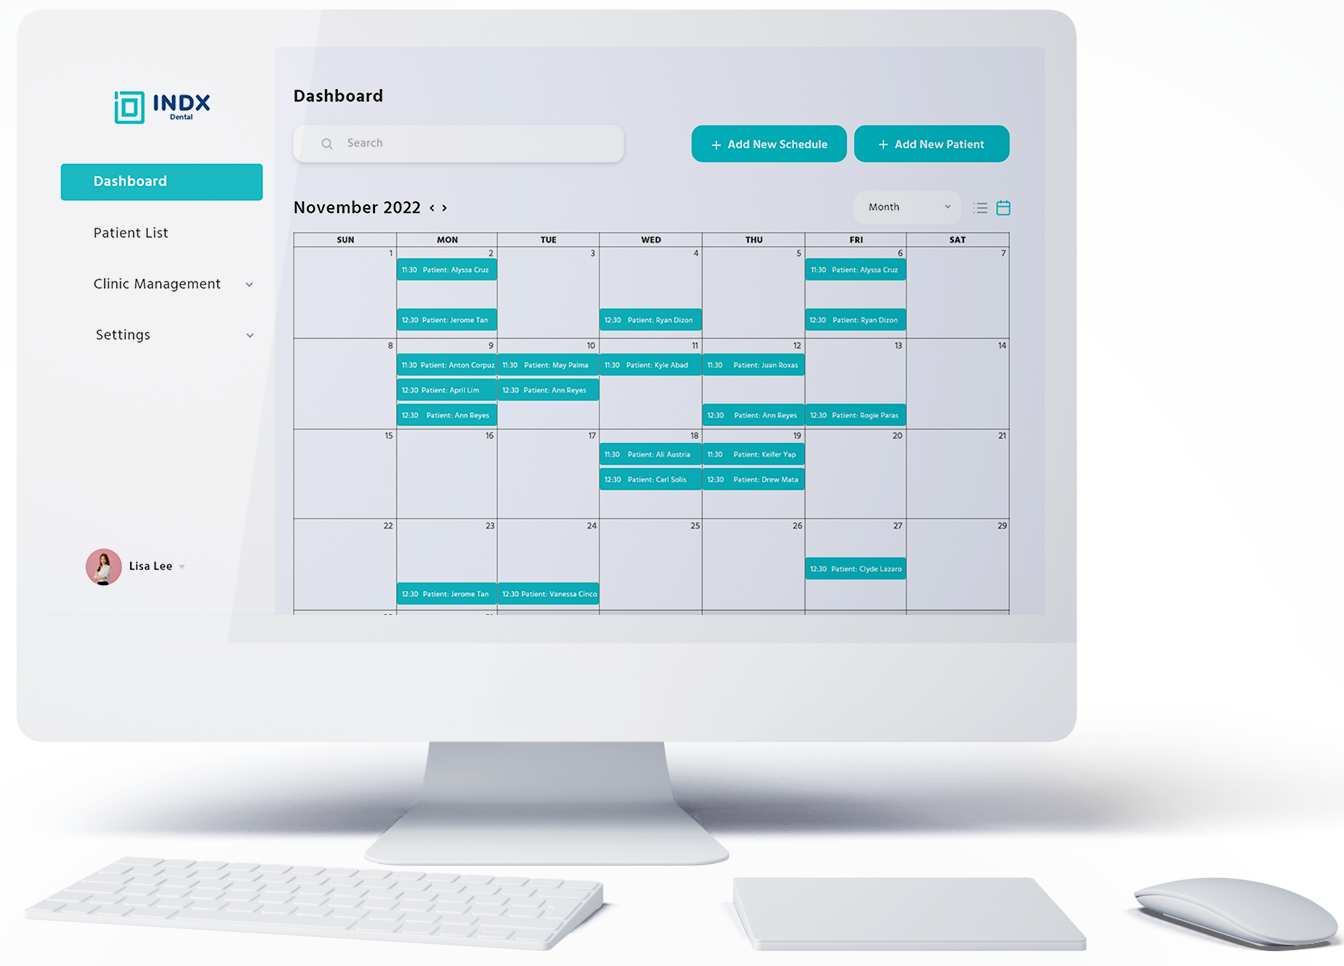 INDX
Dental
Dashboard
Patient List
Clinic Management
Settings
Lisa Lee
Dashboard
Search
+ Add New Schedule
+ Add New Patient
November 2022 < >
Month
SUN MON TUE WED THU FRI SAT
1 2 3 4 5 6 7
11:30 Patient: Alyssa Cruz 11:30 Patient: Alyssa Cruz
12:30 Patient: Jerome Tan 12:30 Patient: Ryan Dizon 12:30 Patient: Ryan Dizon
8 9 10 11 12 13 14
11:30 Patient: Anton Corpuz 11:30 Patient: May Palma 11:30 Patient: Kyle Abad 11:30 Patient: Juan Roxas
12:30 Patient: April Lim 12:30 Patient: Ann Reyes
12:30 Patient: Ann Reyes 12:30 Patient: Ann Reyes 12:30 Patient: Rogie Paras
15 16 17 18 19 20 21
11:30 Patient: Ali Austria 11:30 Patient: Keifer Yap
12:30 Patient: Carl Solis 12:30 Patient: Drew Mata
22 23 24 25 26 27 29
12:30 Patient: Clyde Lazaro
12:30 Patient: Jerome Tan 12:30 Patient: Vanessa Cinco